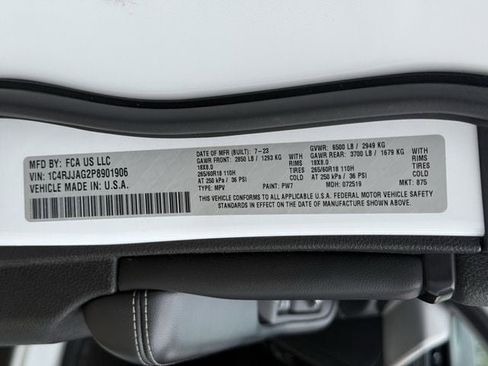 MFD BY: FCA US LLC
VIN: 1C4RJJAG2P8901906
VEHICLE MADE IN U.S.A.
DATE OF MFR (BUILT): 7-23
GAWR FRONT: 2850 LB / 1293 KG
18X8.0
265/60R18 110H
AT 250 kPa / 36 PSI
TYPE: MPV
PAINT: PW7
WITH
RIMS
TIRES
COLD
GVWR: 6500 LB / 2949 KG
GAWR REAR: 3700 LB / 1679 KG
18X8.0
265/60R18 110H
AT 250 kPa / 36 PSI
MDH: 072519
WITH
RIMS
TIRES
COLD
MKT: 875
THIS VEHICLE CONFORMS TO ALL APPLICABLE U.S.A. FEDERAL MOTOR VEHICLE SAFETY
STANDARDS IN EFFECT ON THE DATE OF MANUFACTURE SHOWN ABOVE.